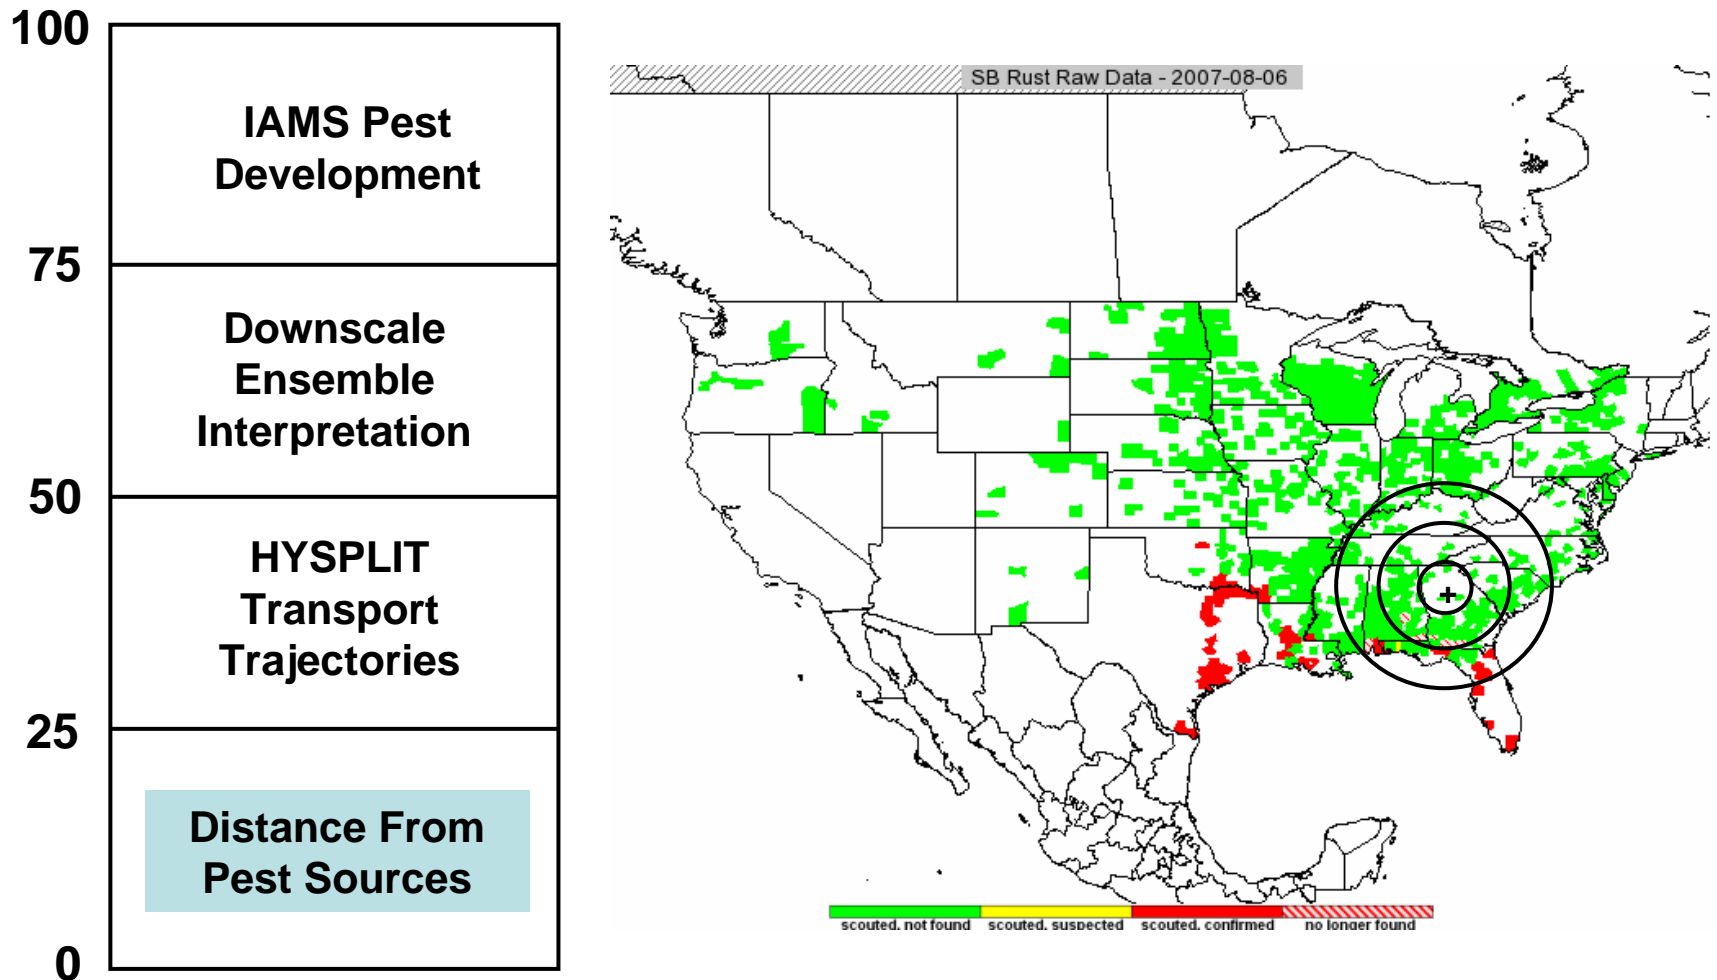 100
IAMS Pest
Development
75
Downscale
Ensemble
Interpretation
50
HYSPLIT
Transport
Trajectories
25
Distance From
Pest Sources
0
SB Rust Raw Data - 2007-08-06
+
scouted, not found
scouted, suspected
scouted, confirmed
no longer found